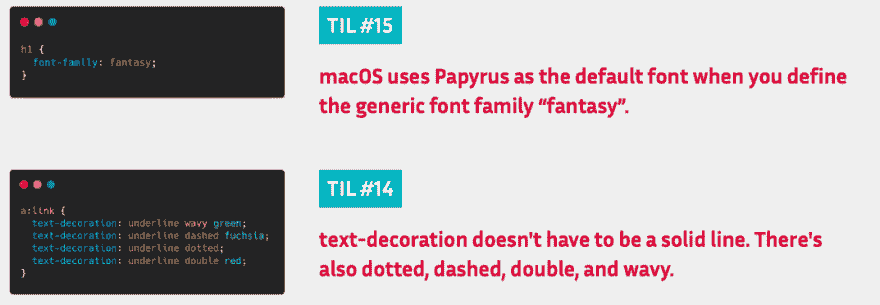 h1 {
font-family: fantasy;
}
TIL #15
macOS uses Papyrus as the default font when you define
the generic font family “fantasy”.
a:link {
text-decoration: underline wavy green;
text-decoration: underline dashed fuchsia;
text-decoration: underline dotted;
text-decoration: underline double red;
}
TIL #14
text-decoration doesn't have to be a solid line. There's
also dotted, dashed, double, and wavy.